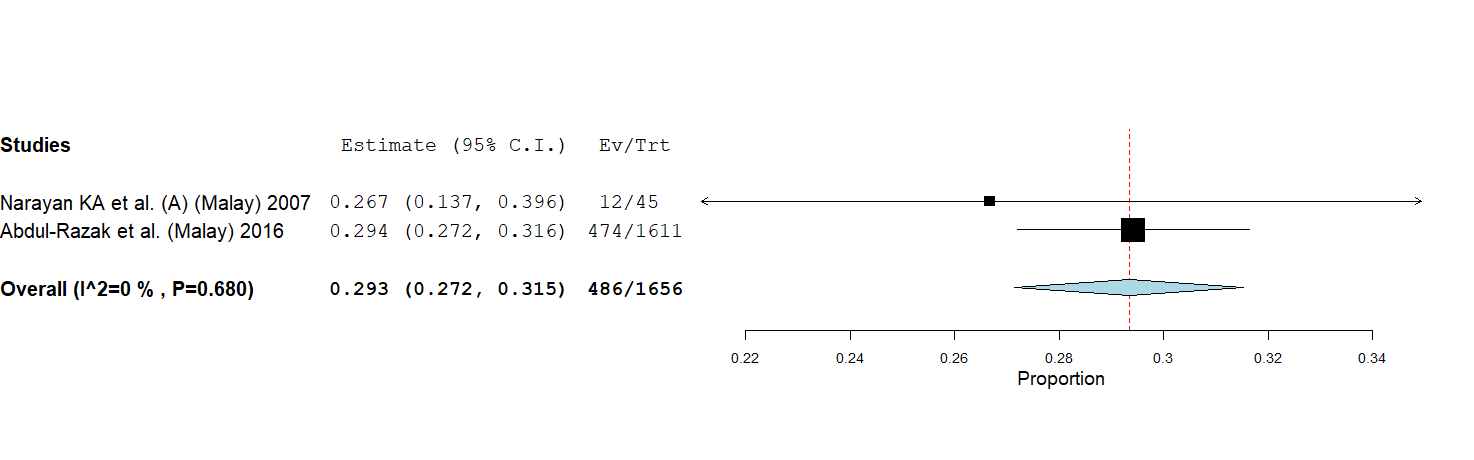 Studies Estimate (95% C.I.) Ev/Trt
Narayan KA et al. (A) (Malay) 2007 0.267 (0.137, 0.396) 12/45
Abdul-Razak et al. (Malay) 2016 0.294 (0.272, 0.316) 474/1611
Overall (I^2=0 % , P=0.680) 0.293 (0.272, 0.315) 486/1656
0.22 0.24 0.26 0.28 0.3 0.32 0.34
Proportion